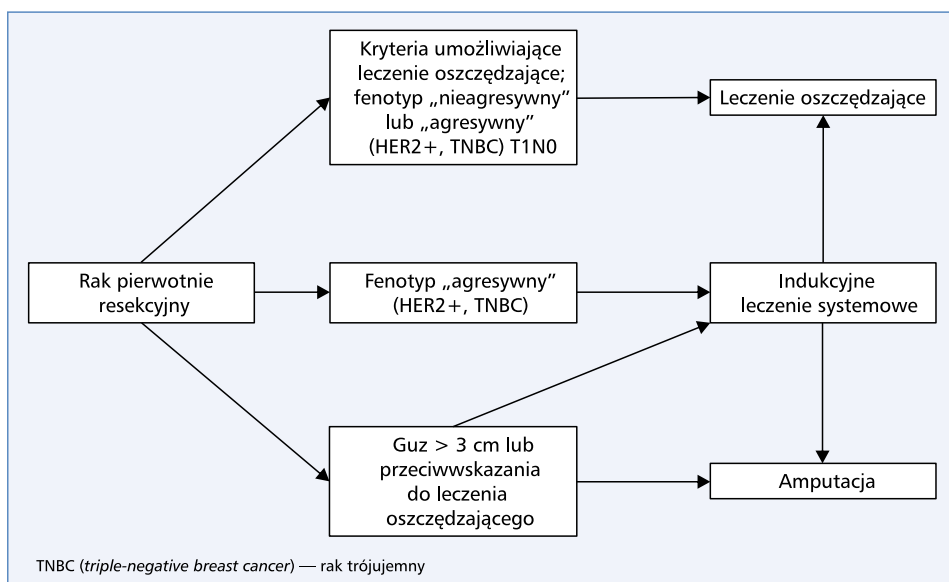 Kryteria umożliwiające
leczenie oszczędzające;
fenotyp „nieagresywny”
lub „agresywny”
(HER2+, TNBC) T1N0
Leczenie oszczędzające
Rak pierwotnie
resekcyjny
Fenotyp „agresywny”
(HER2+, TNBC)
Indukcyjne
leczenie systemowe
Guz > 3 cm lub
przeciwwskazania
do leczenia
oszczędzającego
Amputacja
TNBC (triple-negative breast cancer) — rak trójujemny